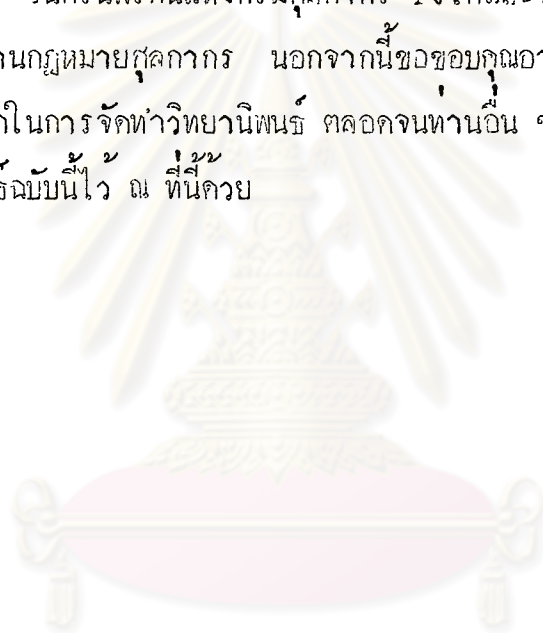 านกฎหมายศุลกากร นอกจากนี้ขอขอบคุณอา
ในการจัดทำวิทยานิพนธ์ ตลอดจนท่านอื่น ๆ
ธ์ฉบับนี้ไว้ ณ ที่นี้ด้วย